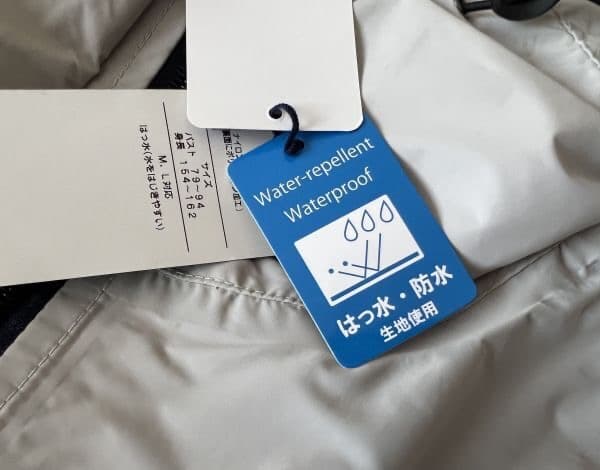 サイズ
バスト 79～94
身長 154～162
M、L対応
はっ水(水をはじきやすい)
Water-repellent
Waterproof
はっ水・防水
生地使用